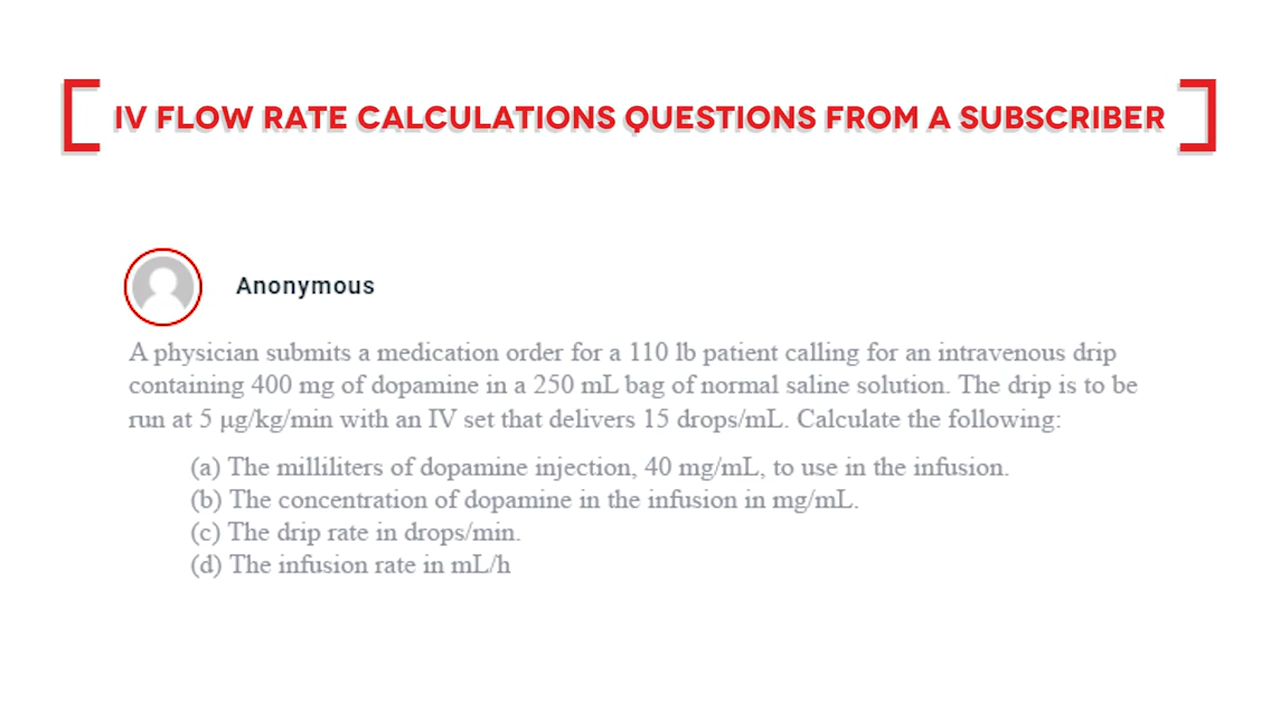 IV FLOW RATE CALCULATIONS QUESTIONS FROM A SUBSCRIBER
Anonymous
A physician submits a medication order for a 110 lb patient calling for an intravenous drip
containing 400 mg of dopamine in a 250 mL bag of normal saline solution. The drip is to be
run at 5 μg/kg/min with an IV set that delivers 15 drops/mL. Calculate the following:
(a) The milliliters of dopamine injection, 40 mg/mL, to use in the infusion.
(b) The concentration of dopamine in the infusion in mg/mL.
(c) The drip rate in drops/min.
(d) The infusion rate in mL/h